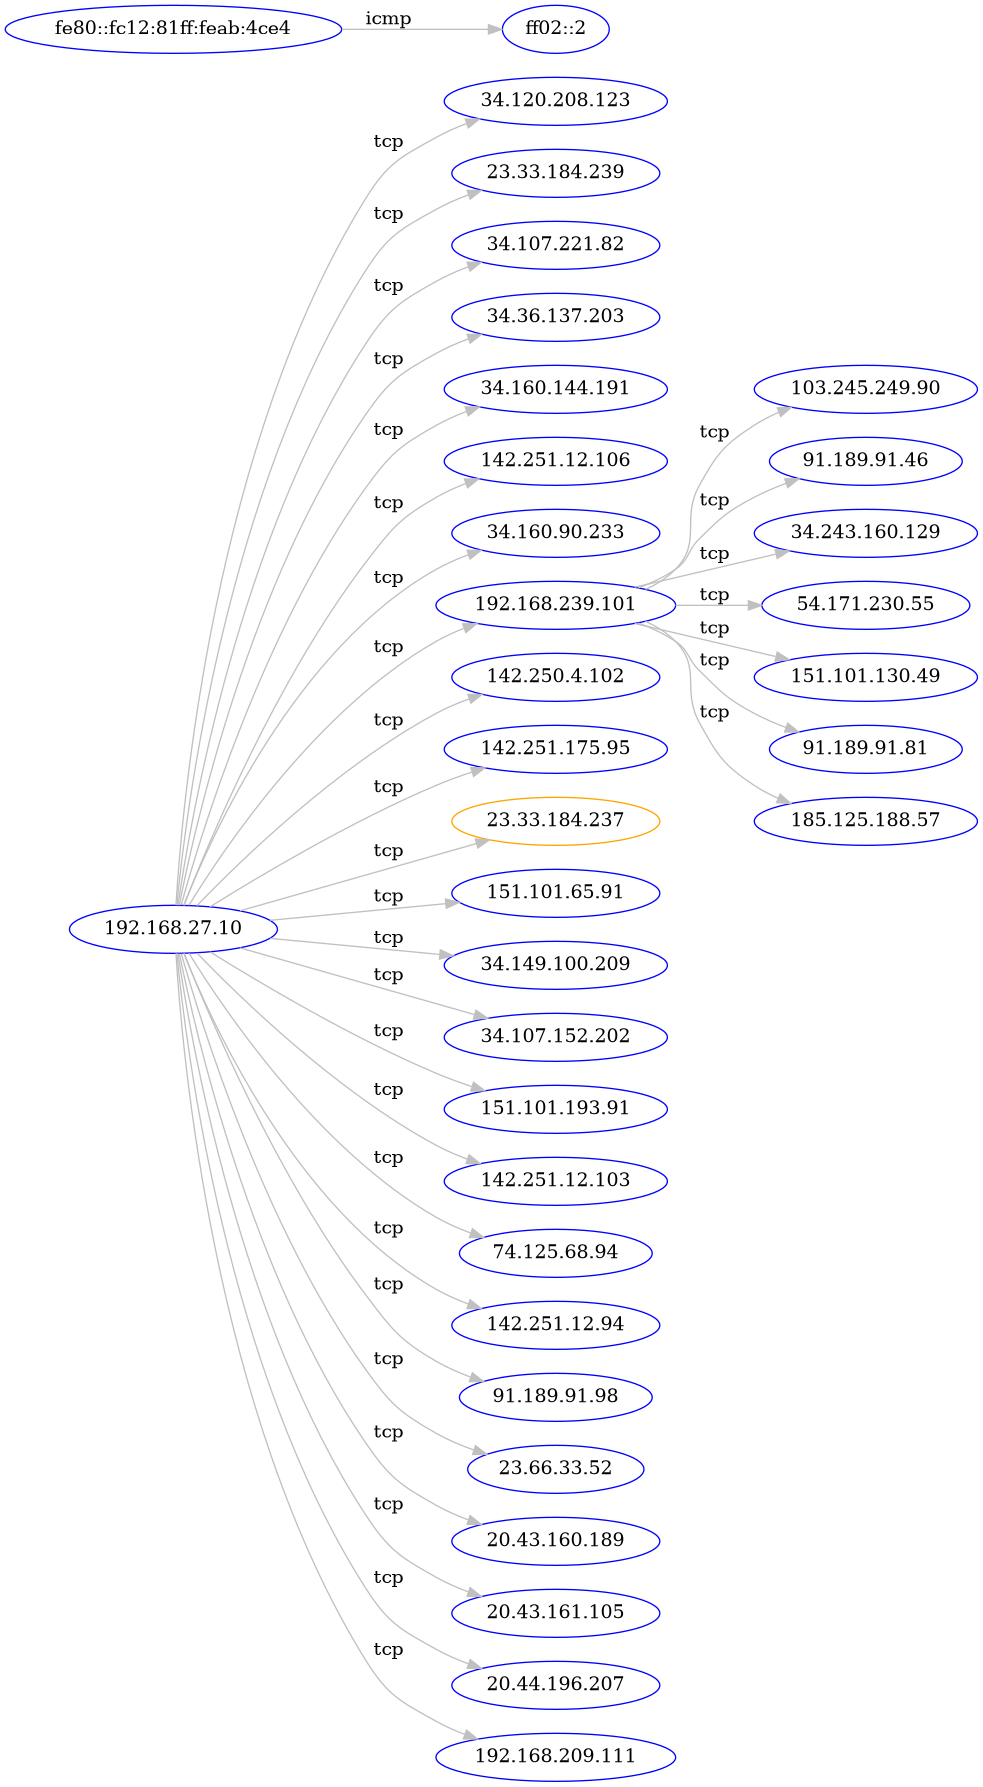 fe80::fc12:81ff:feab:4ce4
icmp
ff02::2
34.120.208.123
tcp
23.33.184.239
tcp
34.107.221.82
tcp
34.36.137.203
tcp
34.160.144.191
tcp
142.251.12.106
tcp
34.160.90.233
tcp
192.168.239.101
tcp
142.250.4.102
tcp
142.251.175.95
tcp
23.33.184.237
tcp
151.101.65.91
tcp
192.168.27.10
34.149.100.209
tcp
34.107.152.202
tcp
151.101.193.91
tcp
142.251.12.103
tcp
74.125.68.94
tcp
142.251.12.94
tcp
91.189.91.98
tcp
23.66.33.52
tcp
20.43.160.189
tcp
20.43.161.105
tcp
20.44.196.207
tcp
192.168.209.111
tcp
103.245.249.90
tcp
91.189.91.46
tcp
34.243.160.129
tcp
54.171.230.55
tcp
151.101.130.49
tcp
91.189.91.81
tcp
185.125.188.57
tcp